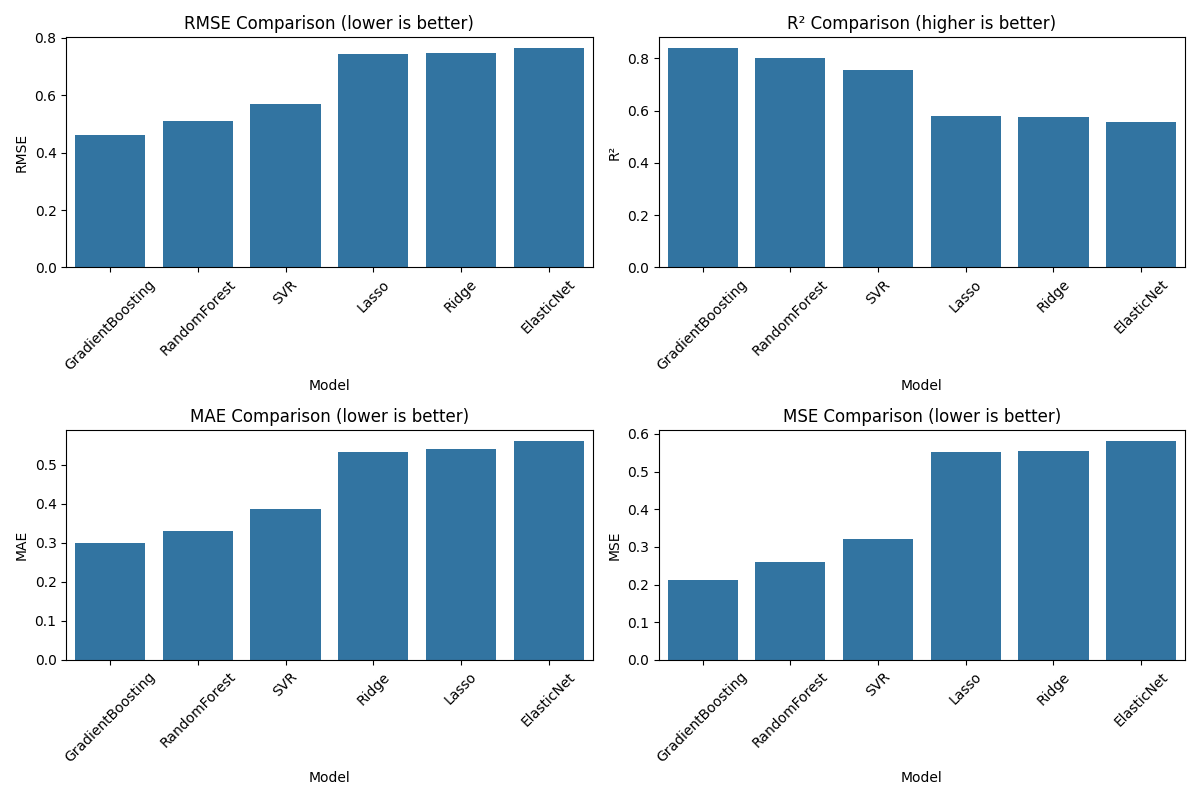 RMSE Comparison (lower is better)
0.8
0.6
0.4
0.2
0.0
RMSE
GradientBoosting
RandomForest
SVR
Lasso
Ridge
ElasticNet
Model
R² Comparison (higher is better)
0.8
0.6
0.4
0.2
0.0
R²
GradientBoosting
RandomForest
SVR
Lasso
Ridge
ElasticNet
Model
MAE Comparison (lower is better)
0.5
0.4
0.3
0.2
0.1
0.0
MAE
GradientBoosting
RandomForest
SVR
Ridge
Lasso
ElasticNet
Model
MSE Comparison (lower is better)
0.6
0.5
0.4
0.3
0.2
0.1
0.0
MSE
GradientBoosting
RandomForest
SVR
Lasso
Ridge
ElasticNet
Model